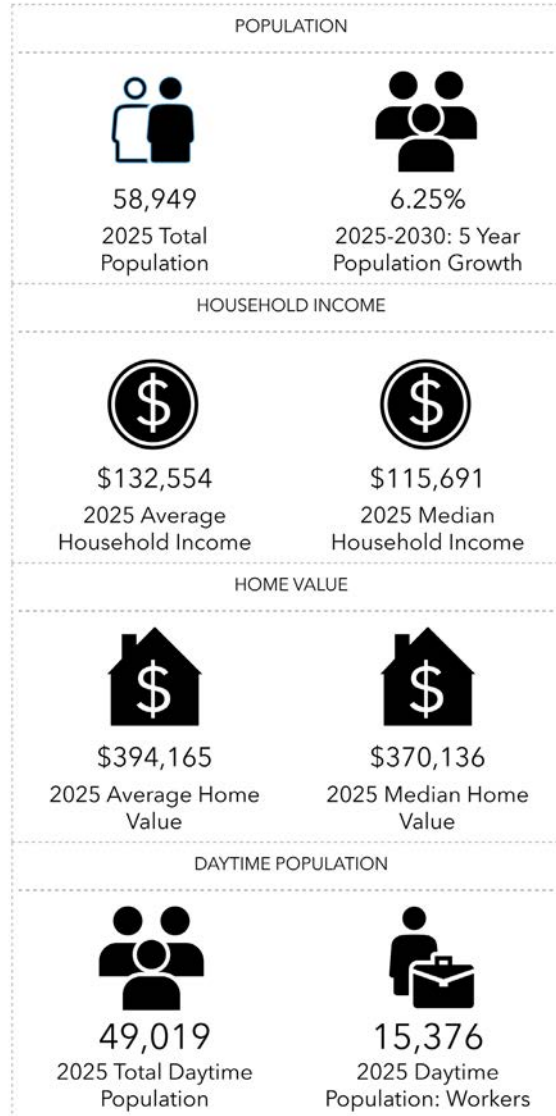 POPULATION
58,949
2025 Total
Population
6.25%
2025-2030: 5 Year
Population Growth
HOUSEHOLD INCOME
$
$132,554
2025 Average
Household Income
$
$115,691
2025 Median
Household Income
HOME VALUE
$
$394,165
2025 Average Home
Value
$
$370,136
2025 Median Home
Value
DAYTIME POPULATION
49,019
2025 Total Daytime
Population
15,376
2025 Daytime
Population: Workers